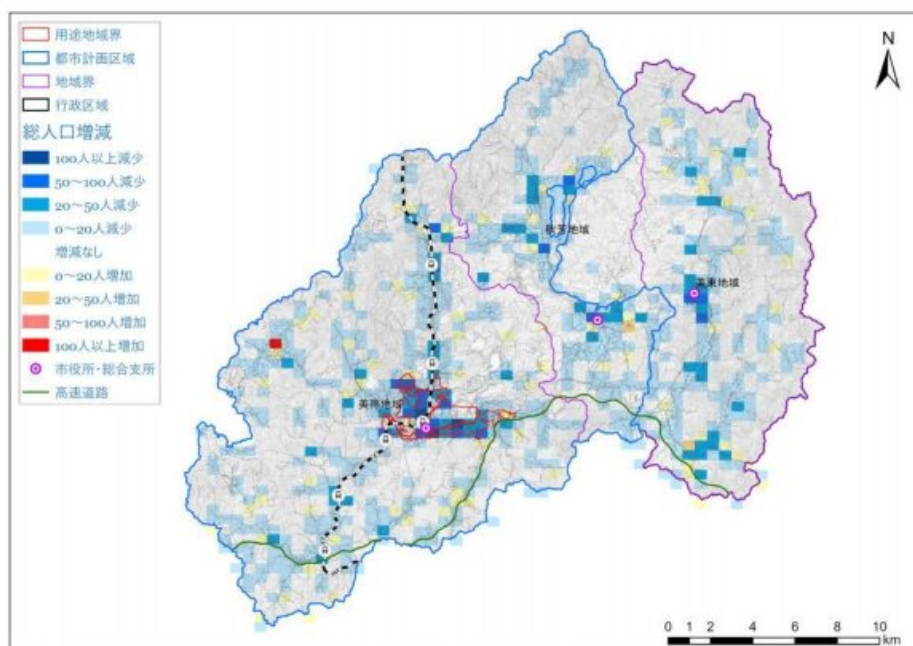 用途地域界
都市計画区域
地域界
行政区域
総人口増減
100人以上減少
50～100人減少
20～50人減少
0～20人減少
増減なし
0～20人増加
20～50人増加
50～100人増加
100人以上増加
市役所・総合支所
高速道路
N
秋芳地域
美東地域
美祢地域
0 1 2 4 6 8 10
km